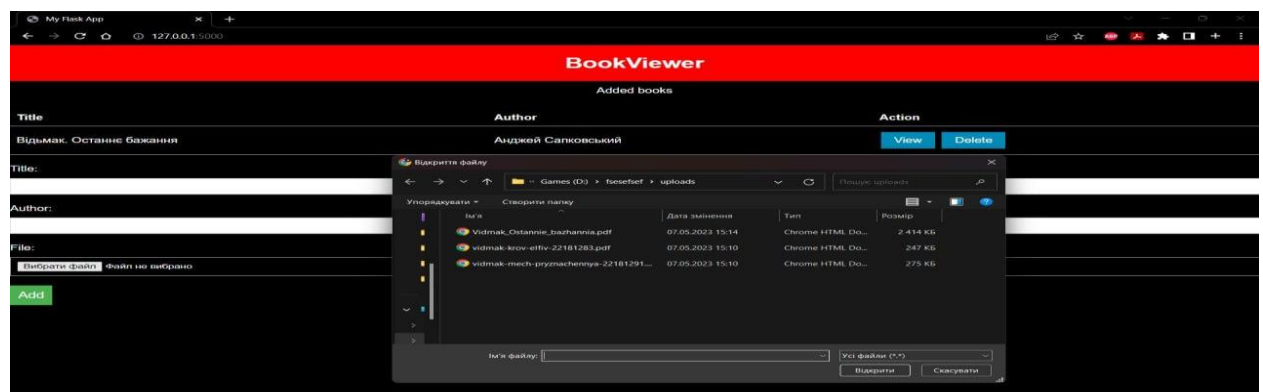 My Flask App
127.0.0.1:5000
BookViewer
Added books
Title Author Action
Відьмак. Останнє бажання Анджей Сапковський View Delete
Title:
Відкриття файлу
Games (D:) > fsesefsef > uploads Пошук: uploads
Упорядкувати Створити папку
Author:
Ім'я Дата змінення Тип Розмір
Vidmak_Ostannie_bazhannia.pdf 07.05.2023 15:14 Chrome HTML Do... 2 414 КБ
File:
vidmak-krov-elfiv-22181283.pdf 07.05.2023 15:10 Chrome HTML Do... 247 КБ
Вибрати файл Файл не вибрано
vidmak-mech-pryznachennya-22181291... 07.05.2023 15:10 Chrome HTML Do... 275 КБ
Add
Ім'я файлу: Усі файли (*.*)
Відкрити Скасувати